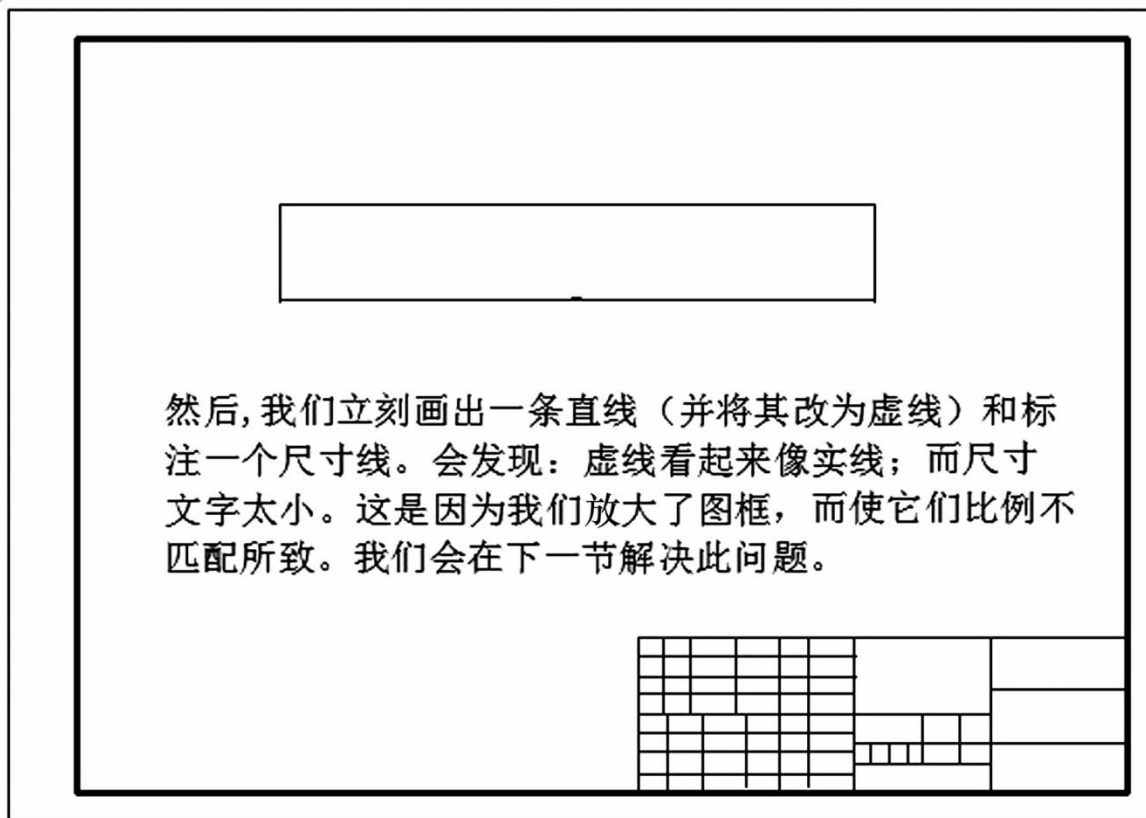 然后,我们立刻画出一条直线（并将其改为虚线）和标
注一个尺寸线。会发现：虚线看起来像实线；而尺寸
文字太小。这是因为我们放大了图框，而使它们比例不
匹配所致。我们会在下一节解决此问题。